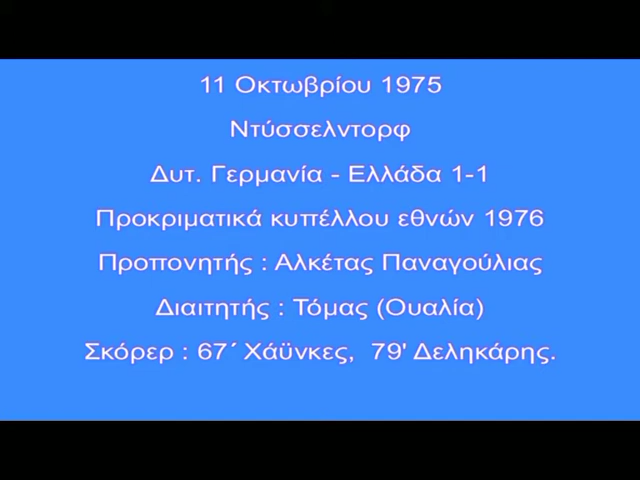 11 Οκτωβρίου 1975
Ντύσσελντορφ
Δυτ. Γερμανία - Ελλάδα 1-1
Προκριματικά κυπέλλου εθνών 1976
Προπονητής : Αλκέτας Παναγούλιας
Διαιτητής : Τόμας (Ουαλία)
Σκόρερ : 67΄ Χάϋνκες,  79' Δεληκάρης.